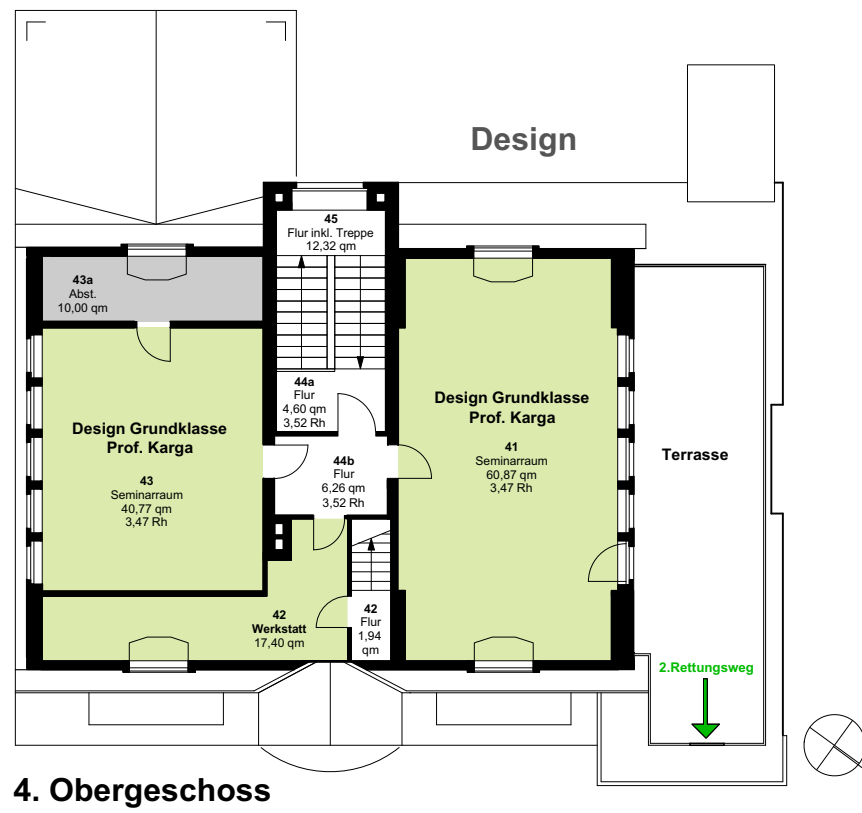 Design
45
Flur inkl. Treppe
12,32 qm
43a
Abst.
10,00 qm
44a
Flur
4,60 qm
3,52 Rh
Design Grundklasse
Prof. Karga
43
Seminarraum
40,77 qm
3,47 Rh
44b
Flur
6,26 qm
3,52 Rh
Design Grundklasse
Prof. Karga
41
Seminarraum
60,87 qm
3,47 Rh
Terrasse
42
Werkstatt
17,40 qm
42
Flur
1,94
qm
2.Rettungsweg
4. Obergeschoss